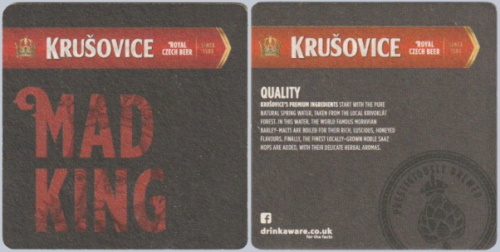 KRUŠOVICE
ROYAL
CZECH BEER
SINCE
1581
MAD
KING
KRUŠOVICE
ROYAL
CZECH BEER
SINCE
1581
QUALITY
KRUŠOVICE'S PREMIUM INGREDIENTS START WITH THE PURE
NATURAL SPRING WATER, TAKEN FROM THE LOCAL KŘIVOKLÁT
FOREST. IN THIS WATER, THE WORLD-FAMOUS MORAVIAN
BARLEY-MALTS ARE BOILED FOR THEIR RICH, LUSCIOUS, HONEYED
FLAVOURS. FINALLY, THE FINEST LOCALLY-GROWN NOBLE SAAZ
HOPS ARE ADDED, WITH THEIR DELICATE HERBAL AROMAS.
PRESTIGIOUSLY BREWED
f
drinkaware.co.uk
for the facts